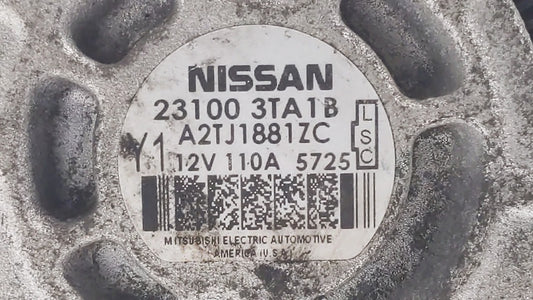 NISSAN
23100 3TA1B
A2TJ1881ZC
LSC
Y1
12V 110A 5725
MITSUBISHI ELECTRIC AUTOMOTIVE
AMERICA (U.S.A.)